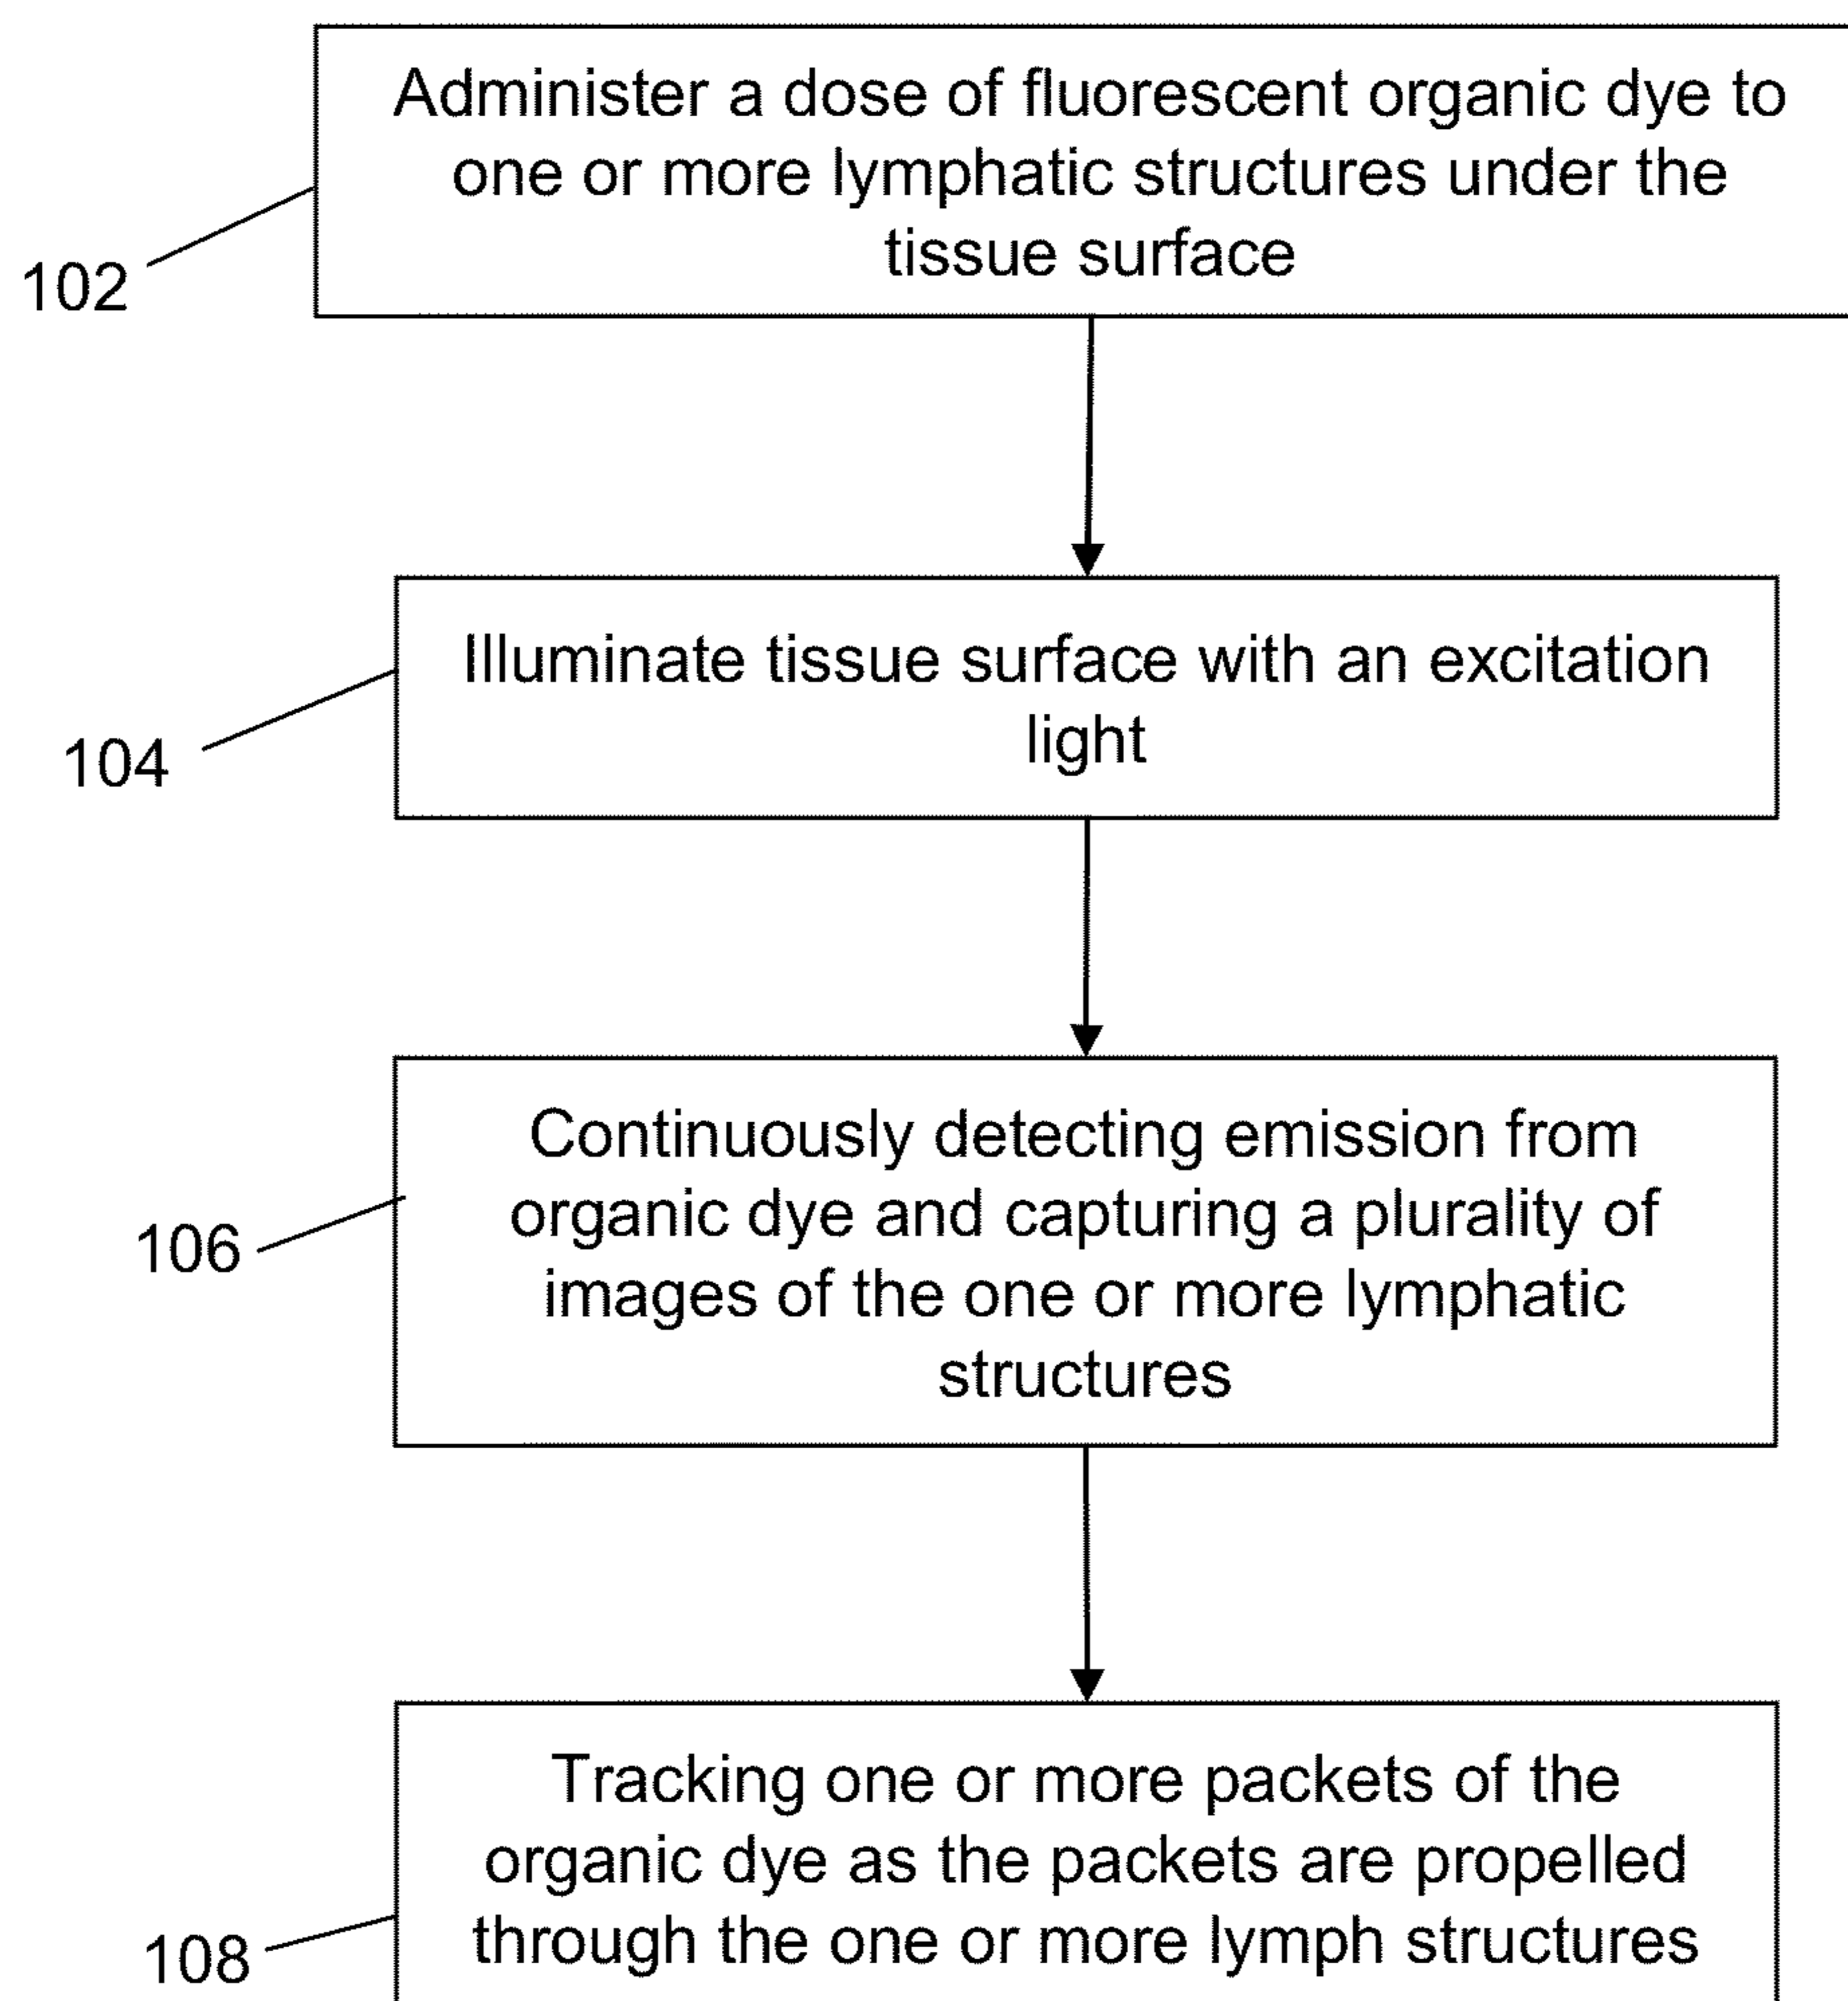 Administer a dose of fluorescent organic dye to
one or more lymphatic structures under the
tissue surface
102
Illuminate tissue surface with an excitation
light
104
Continuously detecting emission from
organic dye and capturing a plurality of
images of the one or more lymphatic
structures
106
Tracking one or more packets of the
organic dye as the packets are propelled
through the one or more lymph structures
108